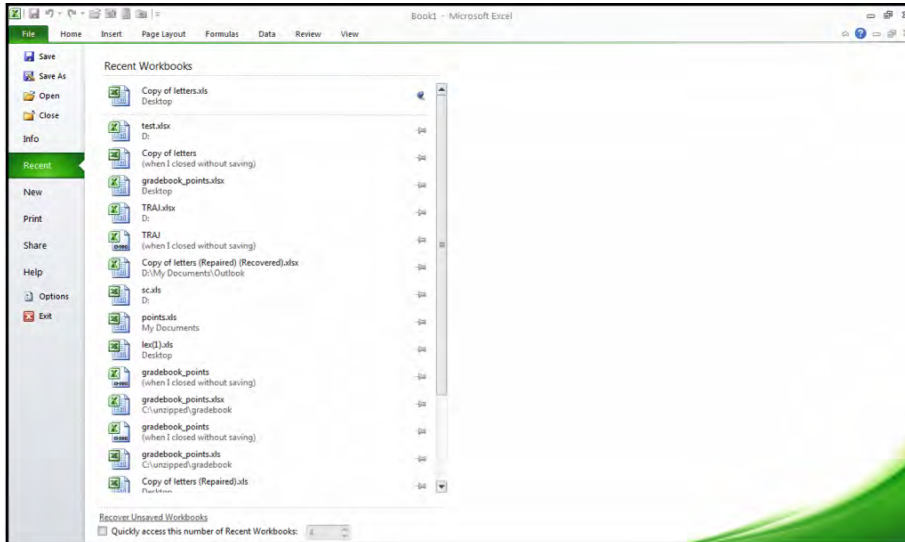 Book1 - Microsoft Excel
File Home Insert Page Layout Formulas Data Review View
Save
Save As
Open
Close
Info
Recent
New
Print
Share
Help
Options
Exit
Recent Workbooks
Copy of letters.xls
Desktop
test.xlsx
D:
Copy of letters
(when I closed without saving)
gradebook_points.xlsx
Desktop
TRAJ.xlsx
D:
TRAJ
(when I closed without saving)
Copy of letters (Repaired) (Recovered).xlsx
D:\My Documents\Outlook
sc.xls
D:
points.xls
My Documents
lex(1).xls
Desktop
gradebook_points
(when I closed without saving)
gradebook_points.xlsx
C:\unzipped\gradebook
gradebook_points
(when I closed without saving)
gradebook_points.xls
C:\unzipped\gradebook
Copy of letters (Repaired).xls
Desktop
Recover Unsaved Workbooks
Quickly access this number of Recent Workbooks: 4